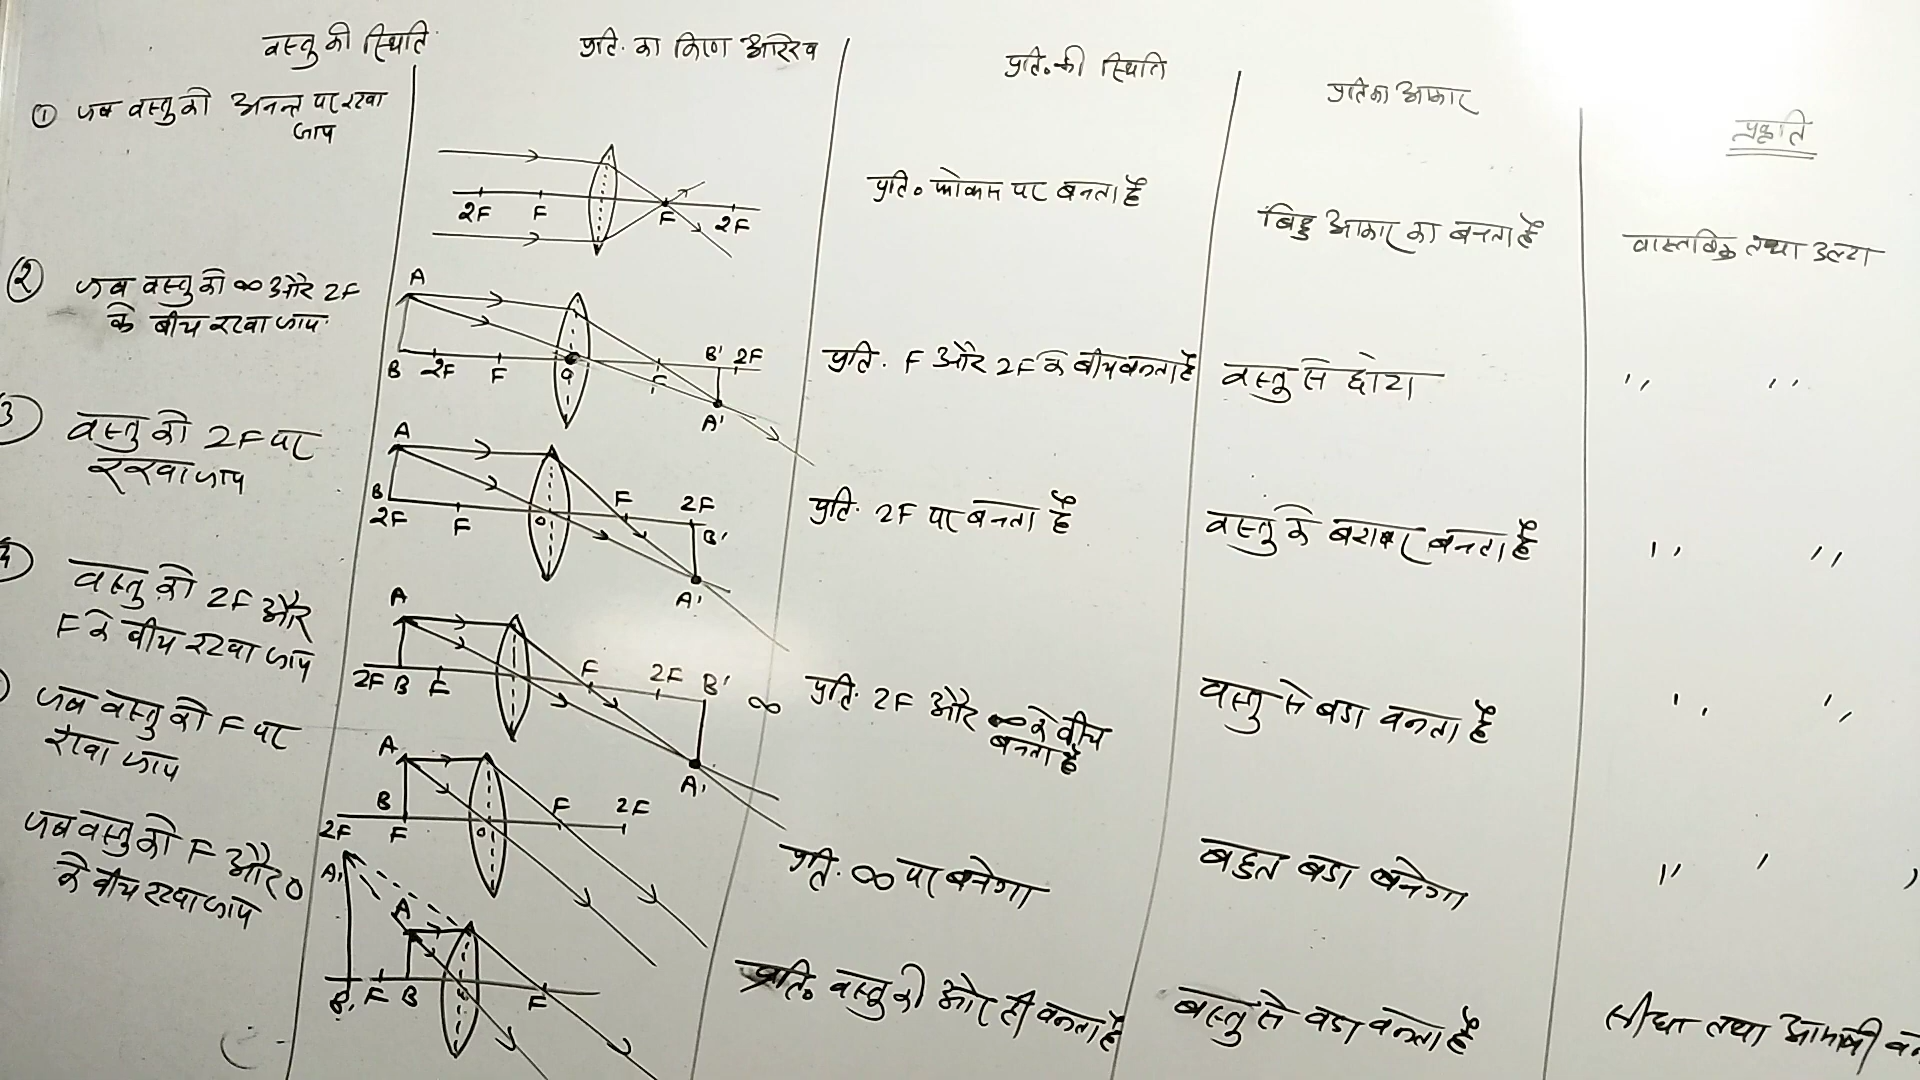 वस्तु की स्थिति
प्रति. का किरण आरेख
प्रति० की स्थिति
प्रति का आकार
प्रकृति
① जब वस्तु को अनन्त पर रखा
जाय
2F F F 2F
प्रति० फोकस पर बनता है
बिंदु आकार का बनता है
वास्तविक तथा उल्टा
② जब वस्तु को ∞ और 2F
के बीच रखा जाय
A
B 2F F O F B' 2F
A'
प्रति. F और 2F के बीच बनता है
वस्तु से छोटा
,, ,,
3 वस्तु को 2F पर
रखा जाय
A
B
2F F O F 2F
B'
A'
प्रति. 2F पर बनता है
वस्तु के बराबर बनता है
,, ,,
4 वस्तु को 2F और
F के बीच रखा जाय
A
2F B F F 2F B' ∞
A'
प्रति. 2F और ∞ के बीच
बनता है
वस्तु से बडा बनता है
,, ,,
जब वस्तु को F पर
रखा जाय
A
B
2F F O F 2F
प्रति. ∞ पर बनेगा
बहुत बडा बनेगा
,, ,
जब वस्तु को F और O
के बीच रखा जाय
A'
A
B' F B F
प्रति० वस्तु की ओर ही बनता है
वस्तु से बडा बनता है
सीधा तथा आभासी